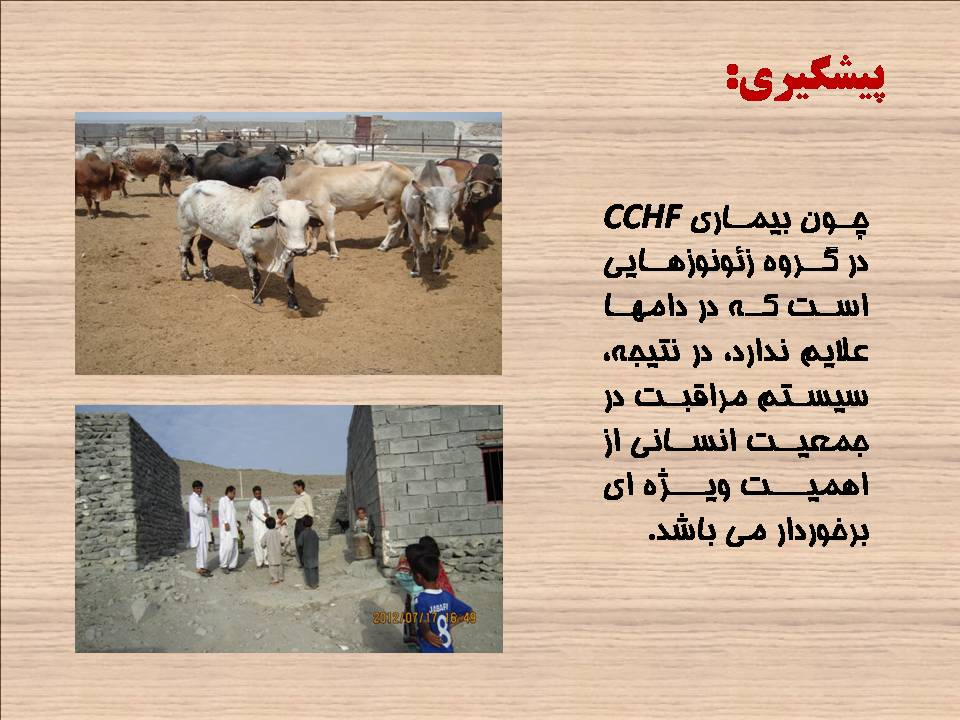 پیشگیری:
چون بیماری CCHF
در گروه زئونوزهایی
است که در دامها
علایم ندارد، در نتیجه،
سیستم مراقبت در
جمعیت انسانی از
اهمیت ویژه ای
برخوردار می باشد.
JABARI
8
2012/07/17 16:49